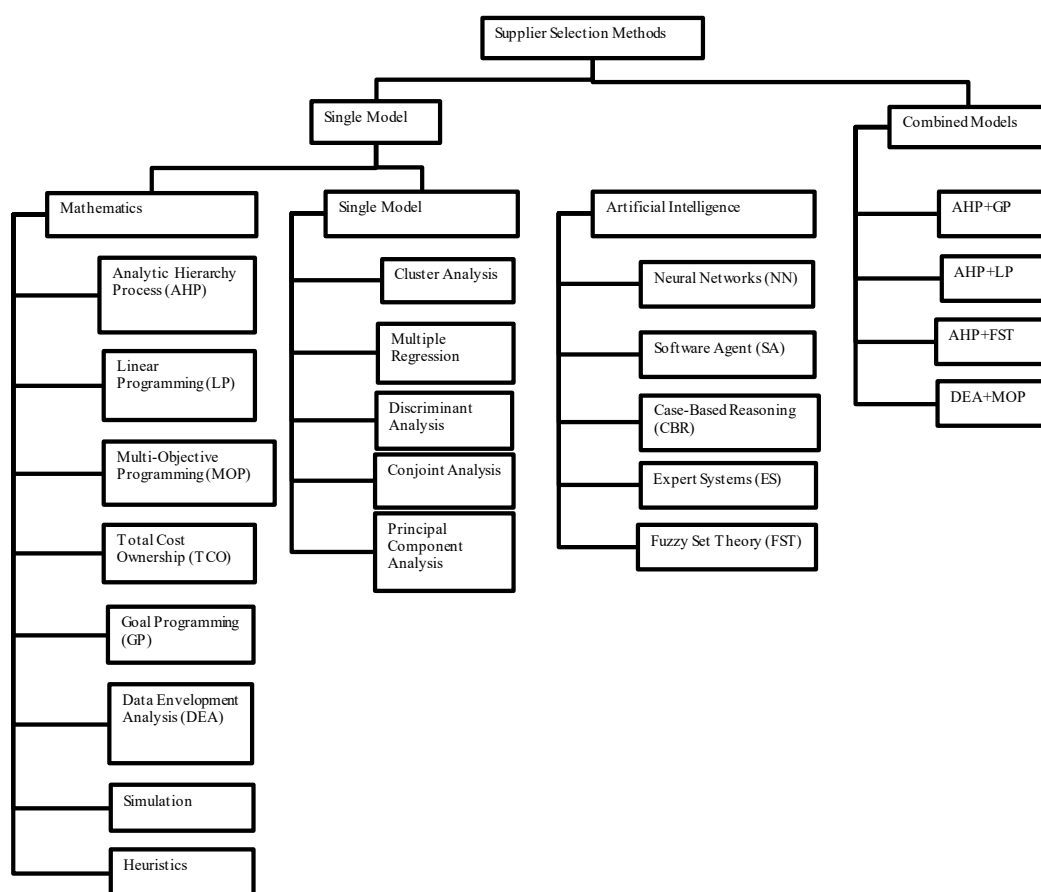 Supplier Selection Methods
Single Model
Combined Models
Mathematics
Single Model
Artificial Intelligence
AHP+GP
AHP+LP
AHP+FST
DEA+MOP
Analytic Hierarchy
Process (AHP)
Linear
Programming (LP)
Multi-Objective
Programming (MOP)
Total Cost
Ownership (TCO)
Goal Programming
(GP)
Data Envelopment
Analysis (DEA)
Simulation
Heuristics
Cluster Analysis
Multiple
Regression
Discriminant
Analysis
Conjoint Analysis
Principal
Component
Analysis
Neural Networks (NN)
Software Agent (SA)
Case-Based Reasoning
(CBR)
Expert Systems (ES)
Fuzzy Set Theory (FST)